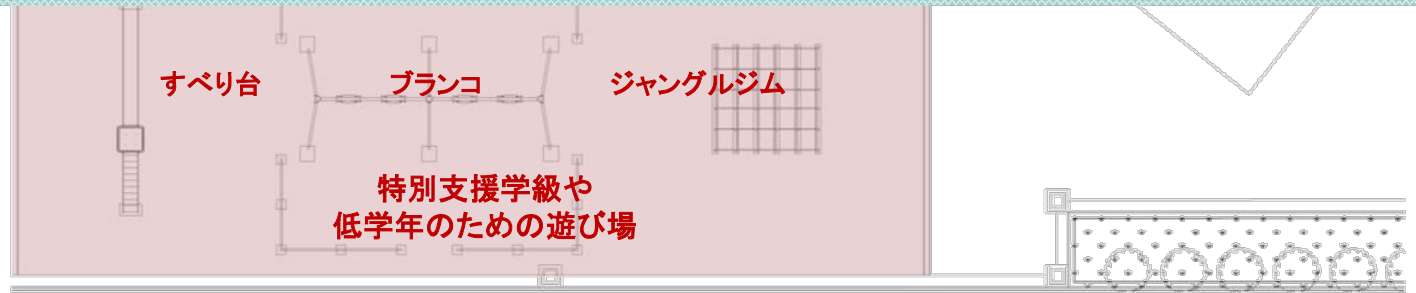 すべり台
ブランコ
ジャングルジム
特別支援学級や
低学年のための遊び場